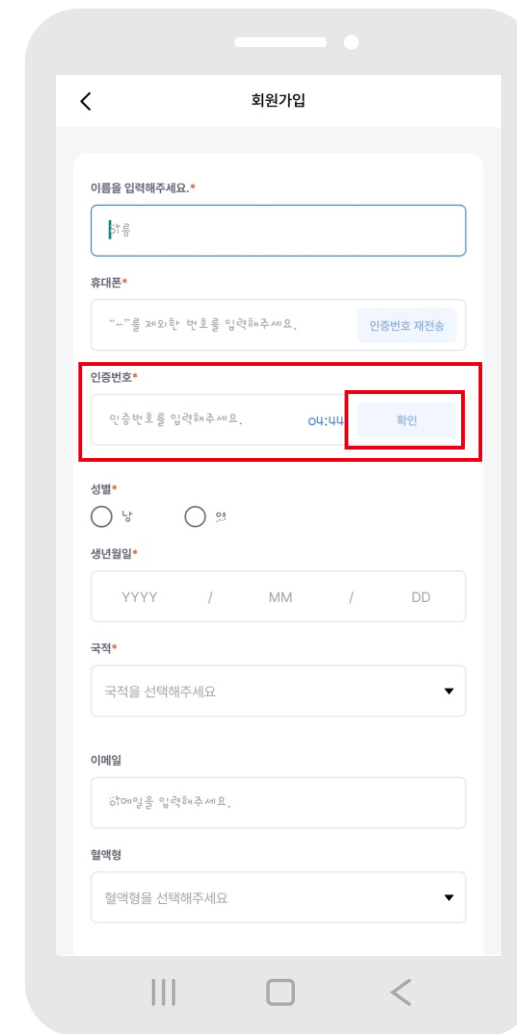 회원가입
이름을 입력해주세요.*
이름
휴대폰*
"-"를 제외한 번호를 입력해주세요. 인증번호 재전송
인증번호*
인증번호를 입력해주세요. 04:44 확인
성별*
남 여
생년월일*
YYYY / MM / DD
국적*
국적을 선택해주세요
이메일
이메일을 입력해주세요.
혈액형
혈액형을 선택해주세요